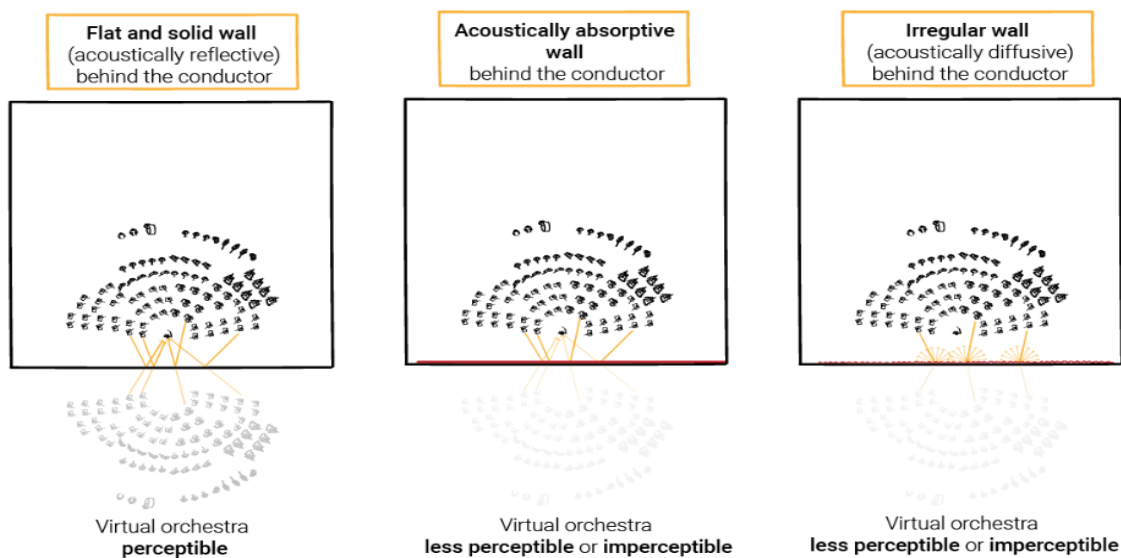 Flat and solid wall
(acoustically reflective)
behind the conductor
Acoustically absorptive
wall
behind the conductor
Irregular wall
(acoustically diffusive)
behind the conductor
Virtual orchestra
perceptible
Virtual orchestra
less perceptible or imperceptible
Virtual orchestra
less perceptible or imperceptible